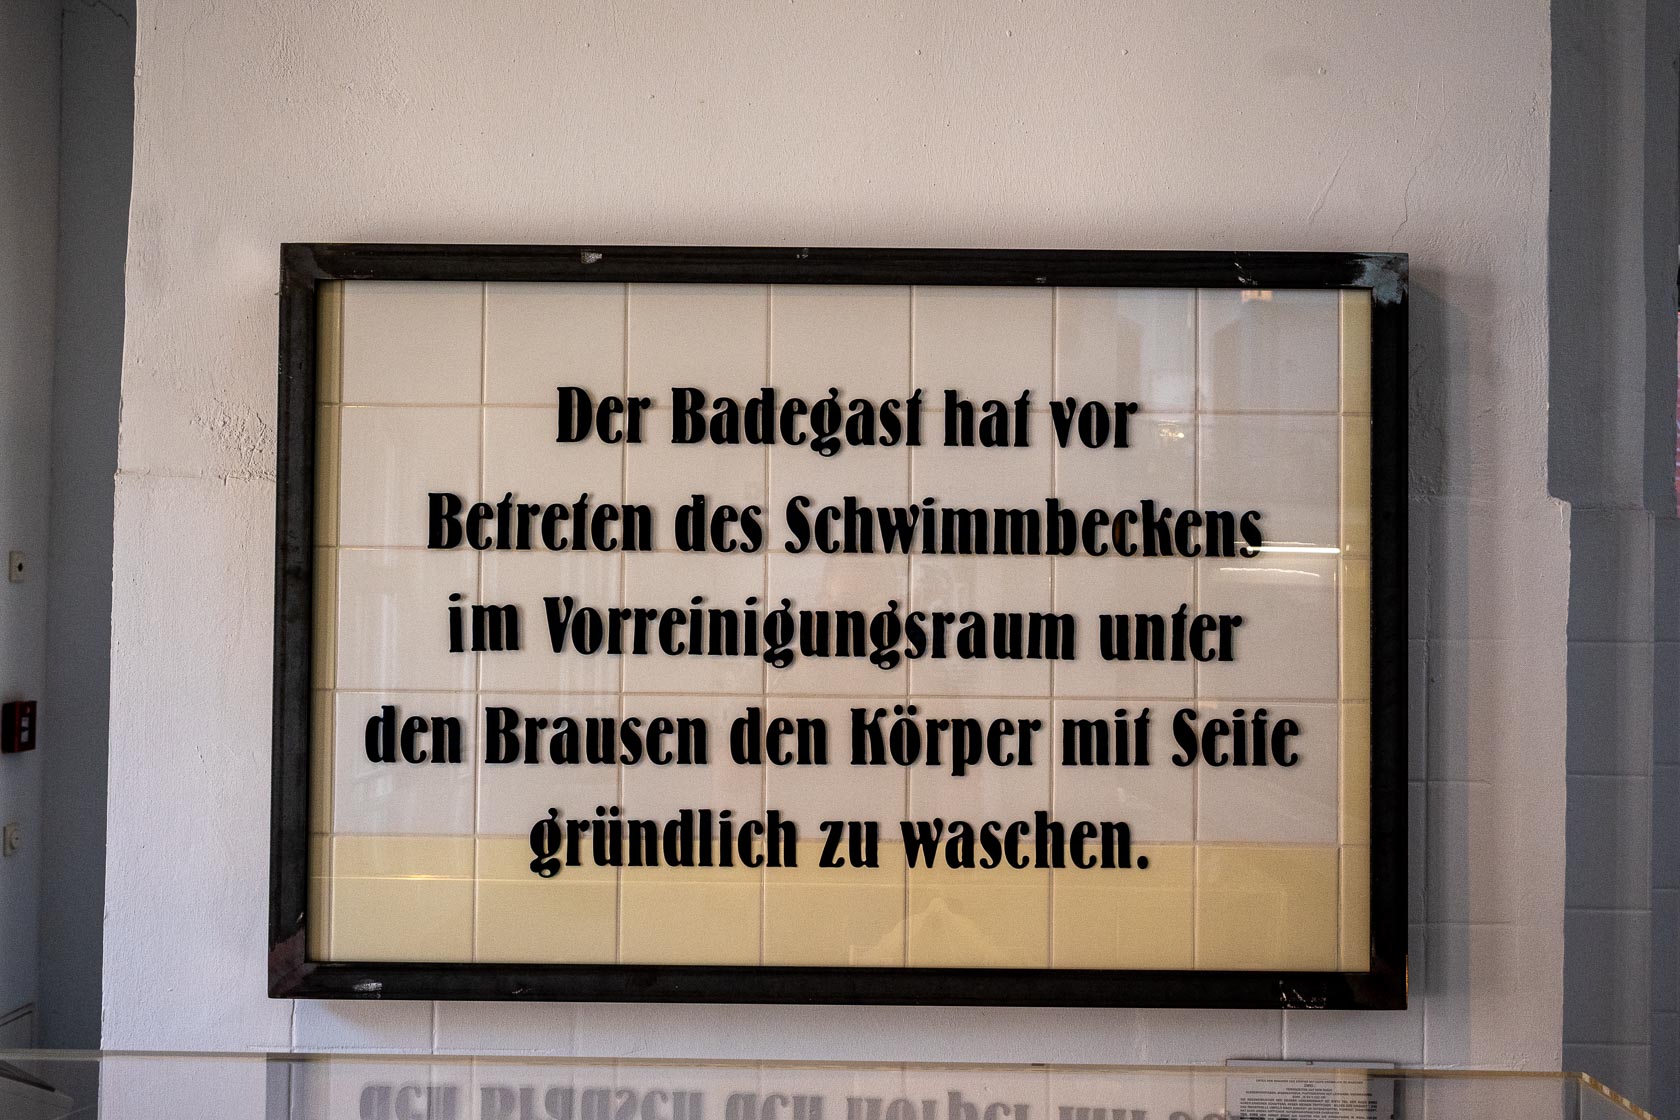 Der Badegast hat vor
Betreten des Schwimmbeckens
im Vorreinigungsraum unter
den Brausen den Körper mit Seife
gründlich zu waschen.